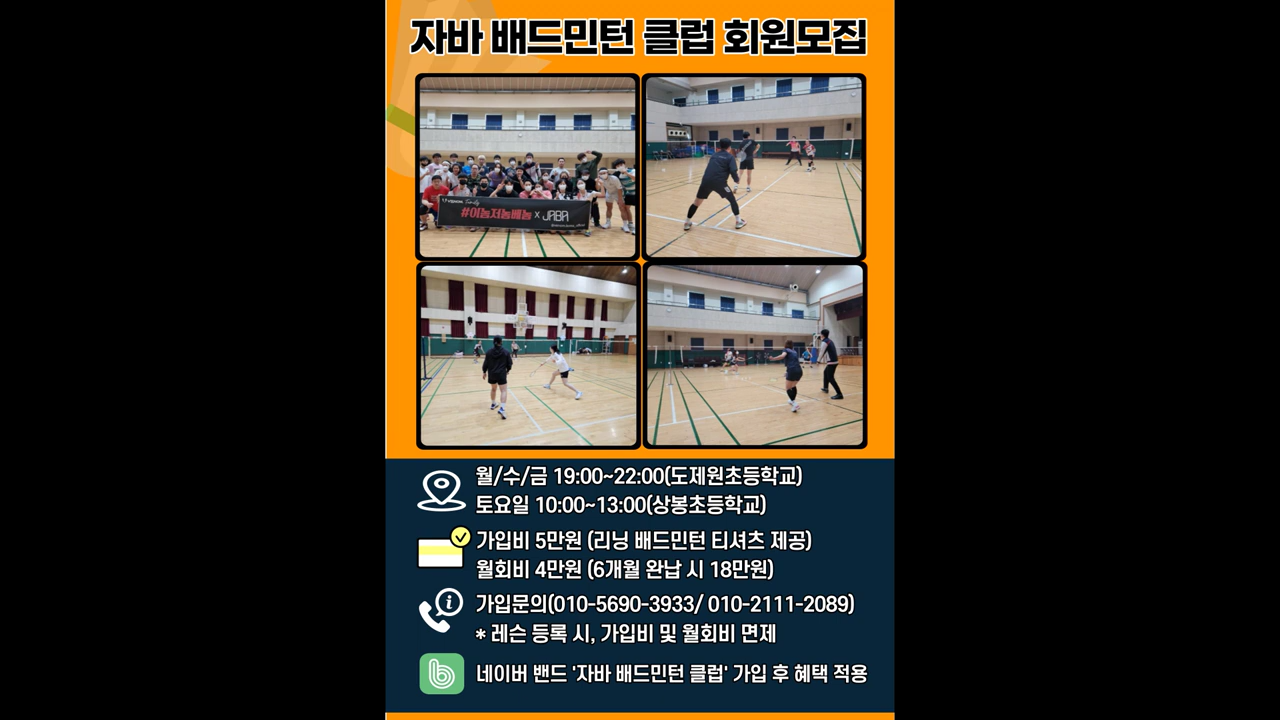 자바 배드민턴 클럽 회원모집
#이놈저놈배놈 x JABA
월/수/금 19:00~22:00(도제원초등학교)
토요일 10:00~13:00(상봉초등학교)
가입비 5만원 (리닝 배드민턴 티셔츠 제공)
월회비 4만원 (6개월 완납 시 18만원)
가입문의(010-5690-3933/ 010-2111-2089)
* 레슨 등록 시, 가입비 및 월회비 면제
네이버 밴드 '자바 배드민턴 클럽' 가입 후 혜택 적용